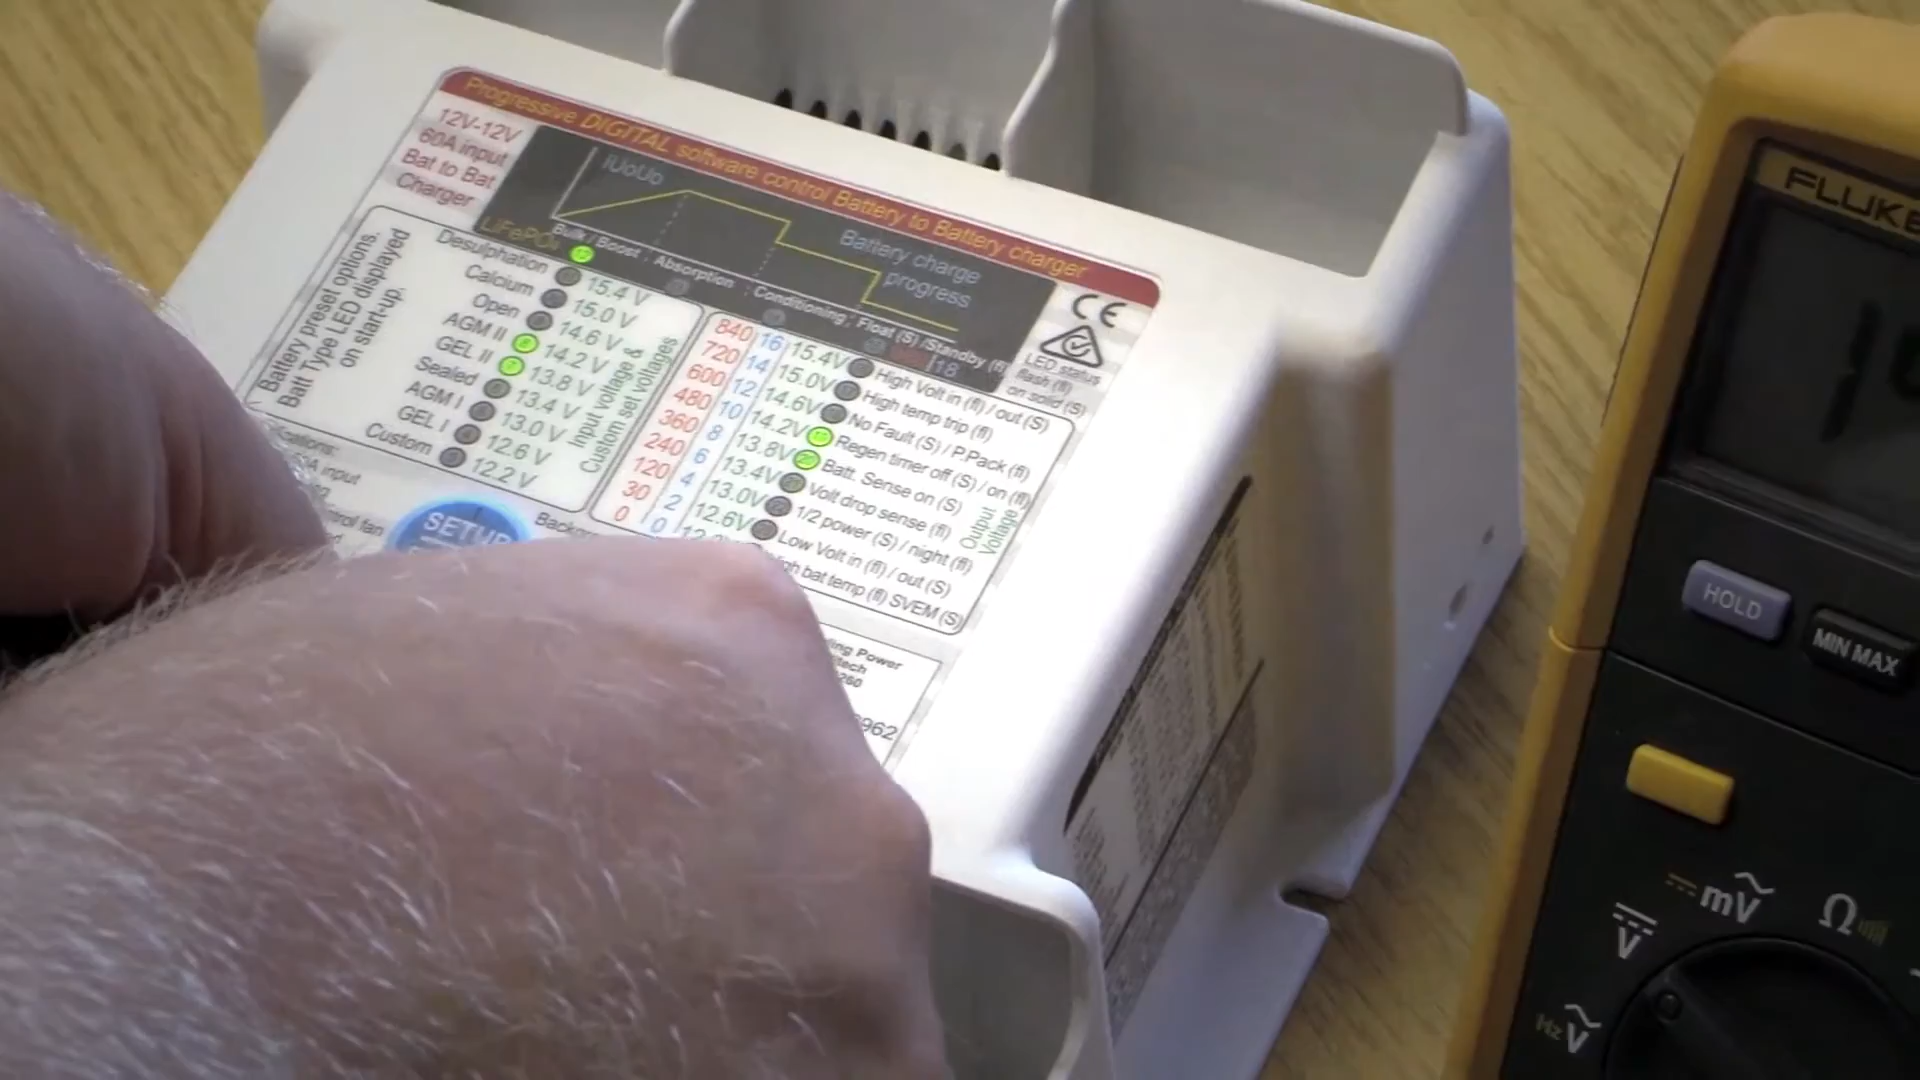 Progressive DIGITAL software control Battery to Battery charger
12V-12V
60A input
Bat to Bat
Charger
IUoUo
Battery charge
progress
LiFePO4
Bulk / Boost : Absorption : Conditioning : Float (S) /Standby (fl)
CE
LED status
flash (fl)
on solid (S)
Battery preset options.
Batt Type LED displayed
on start-up.
Desulphation 15.4 V
Calcium 15.0 V
Open 14.6 V
AGM II 14.2 V
GEL II 13.8 V
Sealed 13.4 V
AGM I 13.0 V
GEL I 12.6 V
Custom 12.2 V
Input voltage &
Custom set voltages
18
840 16 15.4V High Volt in (fl) / out (S)
720 14 15.0V High temp trip (fl)
600 12 14.6V No Fault (S) / P.Pack (fl)
480 10 14.2V Regen timer off (S) / on (fl)
360 8 13.8V Batt. Sense on (S)
240 6 13.4V Volt drop sense (fl)
120 4 13.0V 1/2 power (S) / night (fl)
30 2 12.6V Low Volt in (fl) / out (S)
0 0 bat temp (fl) SVEM (S)
Output
Voltage
input
fan
SETUP
Power
FLUKE
HOLD
MIN MAX
mV
Ω
V
Hz V